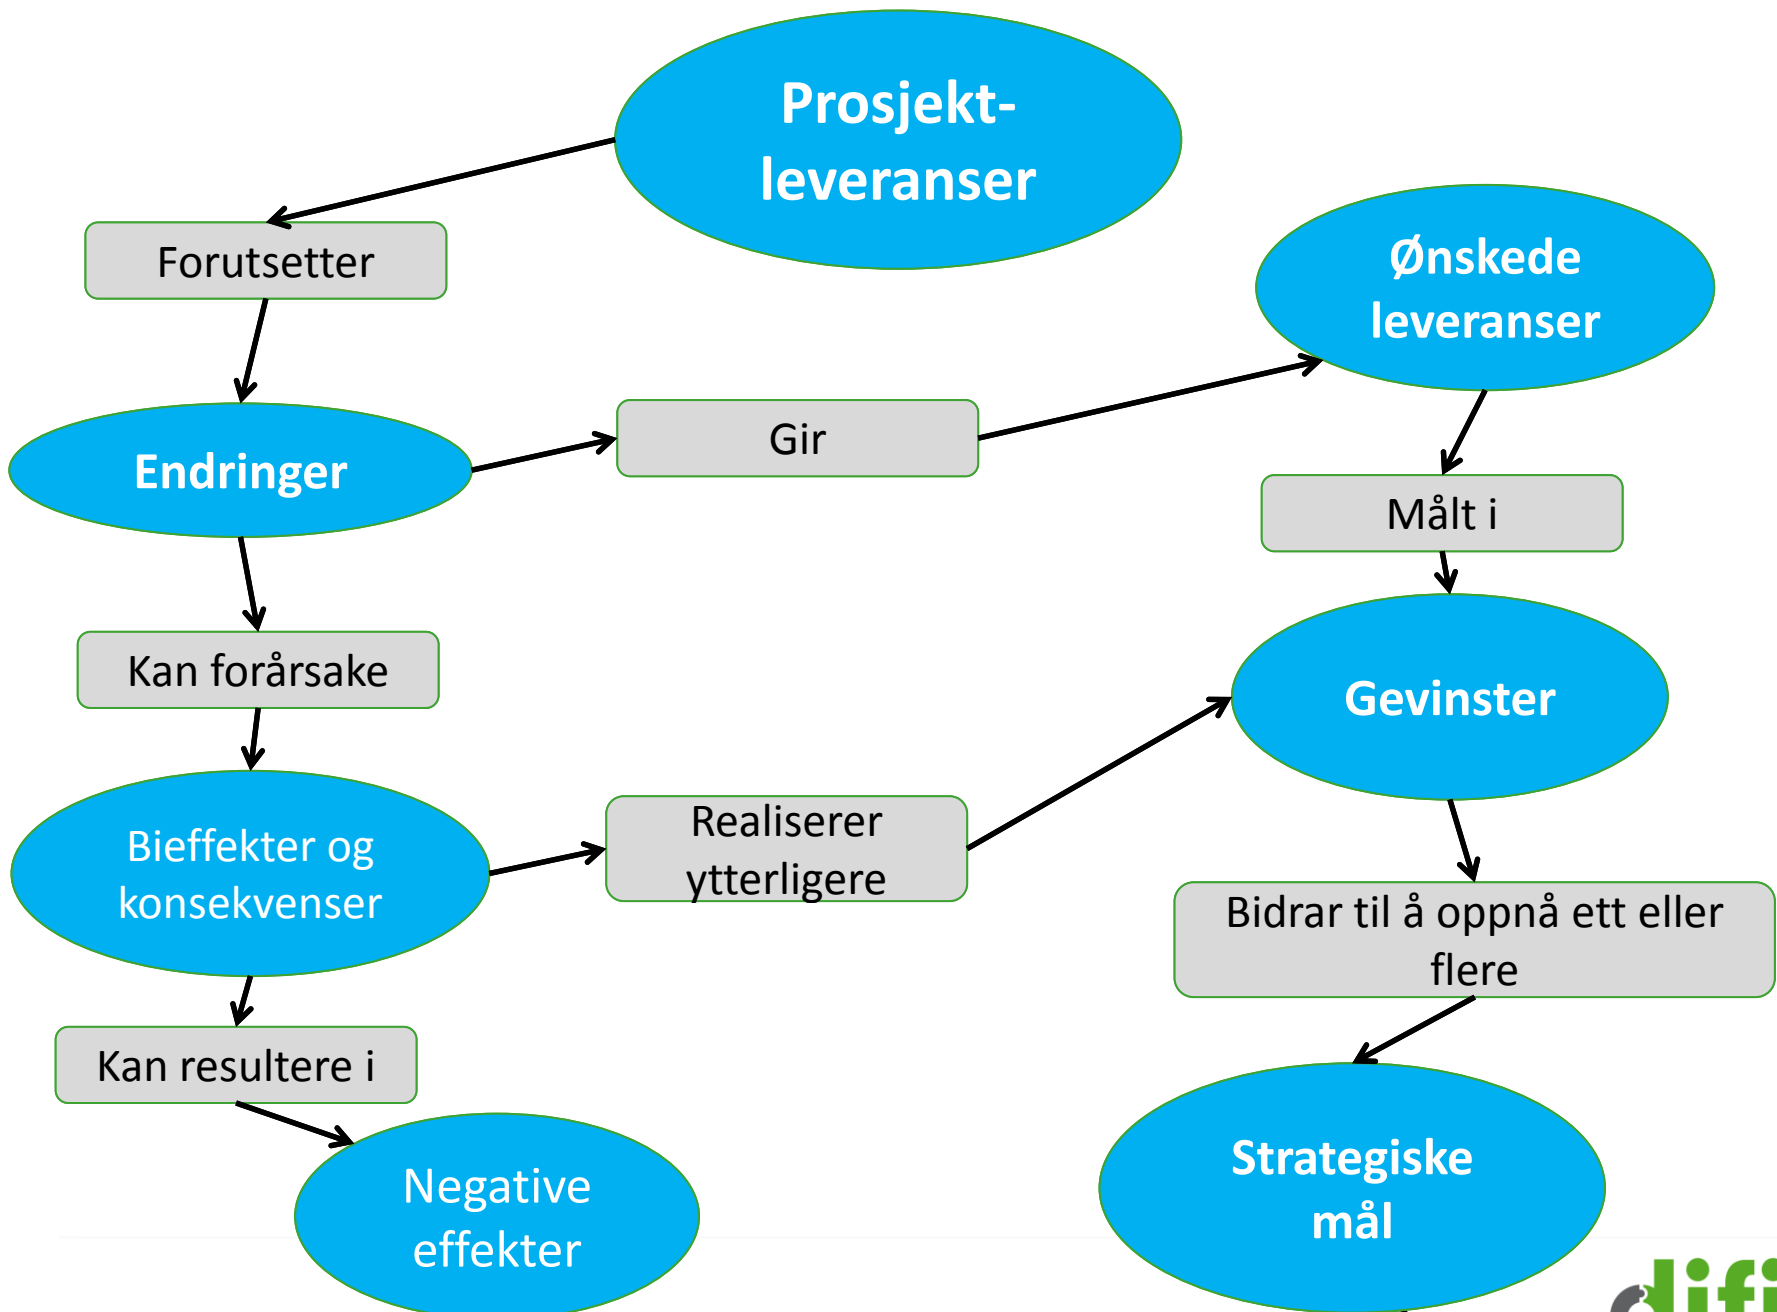 Prosjekt-
leveranser
Forutsetter
Ønskede
leveranser
Endringer
Gir
Målt i
Kan forårsake
Gevinster
Bieffekter og
konsekvenser
Realiserer
ytterligere
Bidrar til å oppnå ett eller
flere
Kan resultere i
Negative
effekter
Strategiske
mål
difi